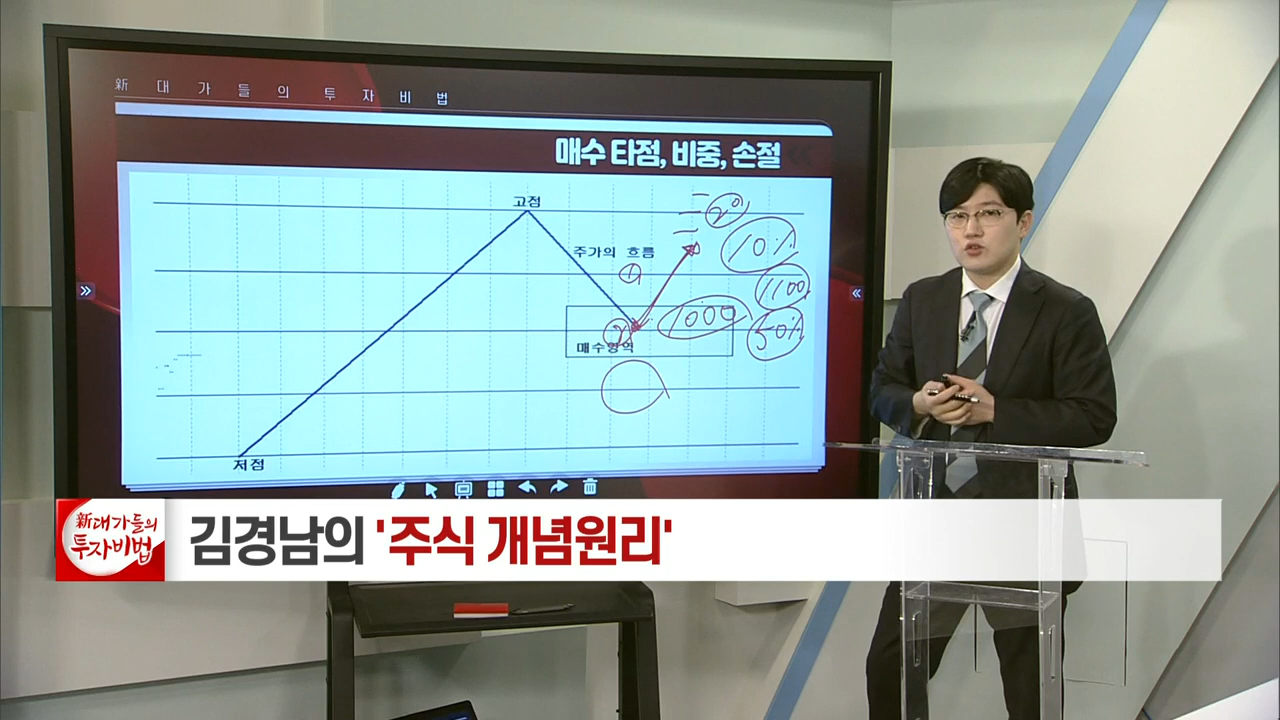 新 대 가 들 의 투 자 비 법
매수 타점, 비중, 손절
고점
주가의 흐름
①
20
10%
1100
1000
50%
매수영역
저점
新대가들의
투자비법
김경남의 '주식 개념원리'